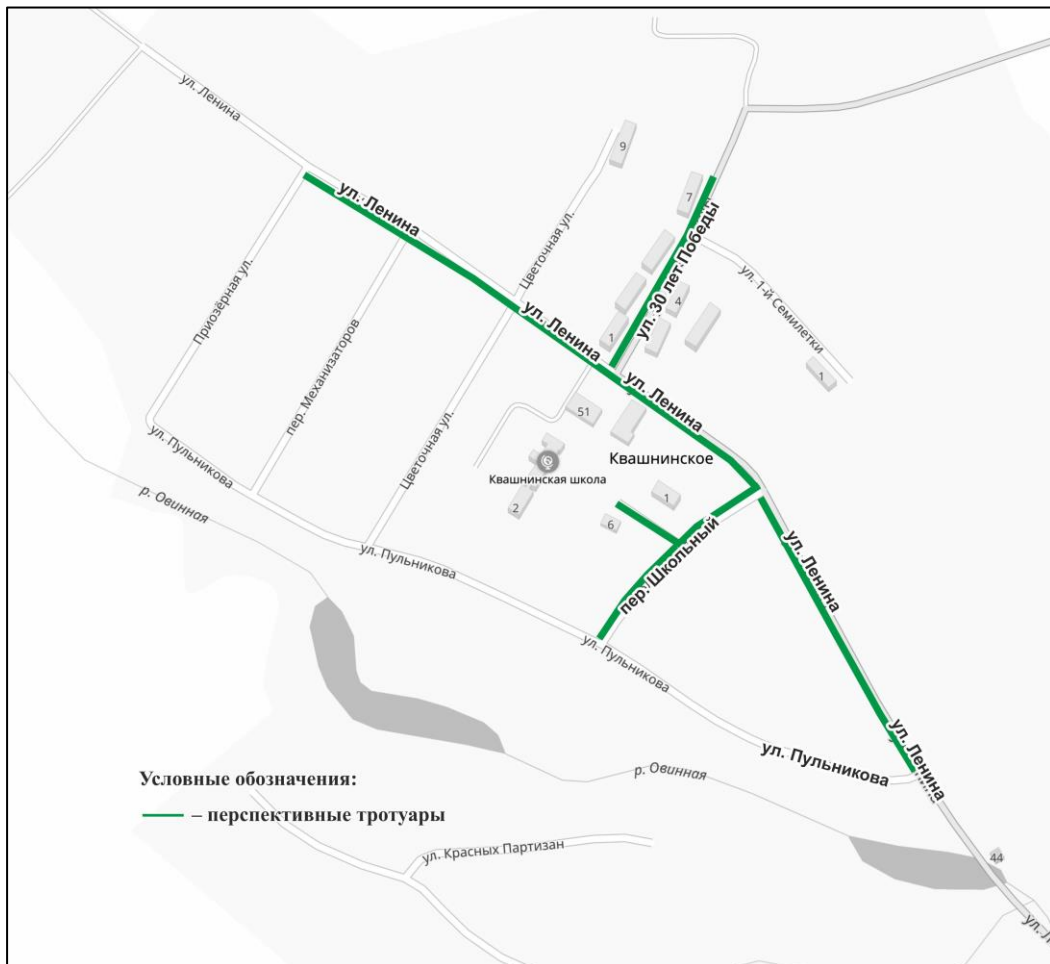 ул. Ленина
9
ул. Ленина
7
ул. 30 лет Победы
Цветочная ул.
Приозёрная ул.
ул. 1-й Семилетки
4
ул. Ленина
1
пер. Механизаторов
ул. Ленина
1
51
Цветочная ул.
Квашнинское
ул. Пульникова
Квашнинская школа
р. Овинная
2
1
6
ул. Ленина
пер. Школьный
ул. Пульникова
ул. Пульникова
ул. Ленина
ул. Пульникова
р. Овинная
Условные обозначения:
– перспективные тротуары
ул. Красных Партизан
44
ул. Л